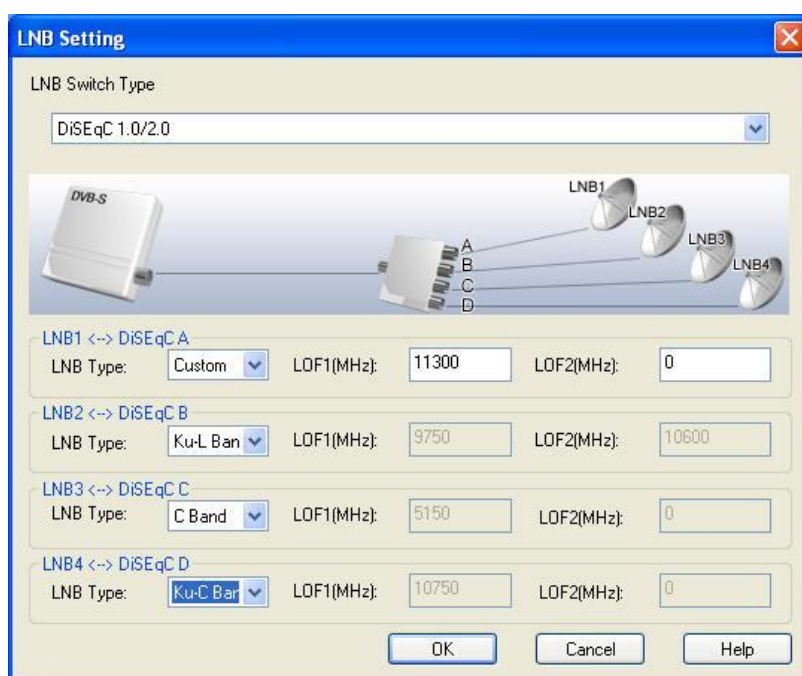 LNB Setting
LNB Switch Type
DiSEqC 1.0/2.0
DVB-S
LNB1
LNB2
LNB3
LNB4
A
B
C
D
LNB1 <--> DiSEqC A
LNB Type: Custom LOF1(MHz): 11300 LOF2(MHz): 0
LNB2 <--> DiSEqC B
LNB Type: Ku-L Ban LOF1(MHz): 9750 LOF2(MHz): 10600
LNB3 <--> DiSEqC C
LNB Type: C Band LOF1(MHz): 5150 LOF2(MHz): 0
LNB4 <--> DiSEqC D
LNB Type: Ku-C Bar LOF1(MHz): 10750 LOF2(MHz): 0
OK Cancel Help